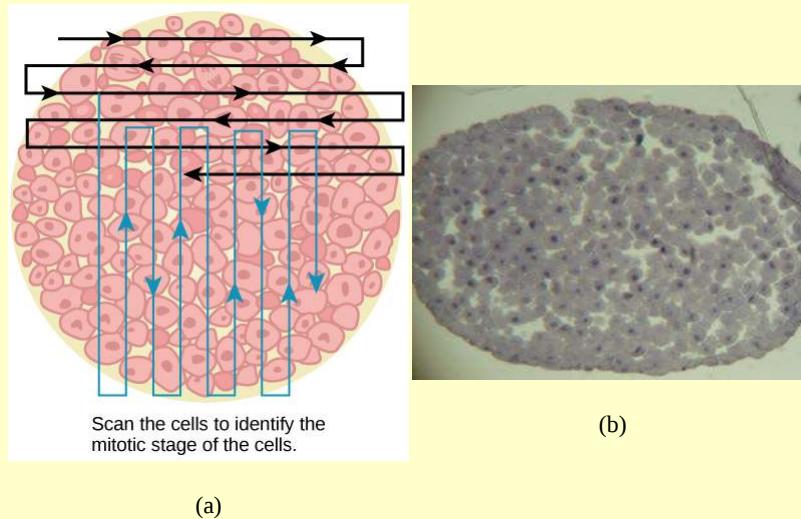 Scan the cells to identify the
mitotic stage of the cells.
(a)
(b)